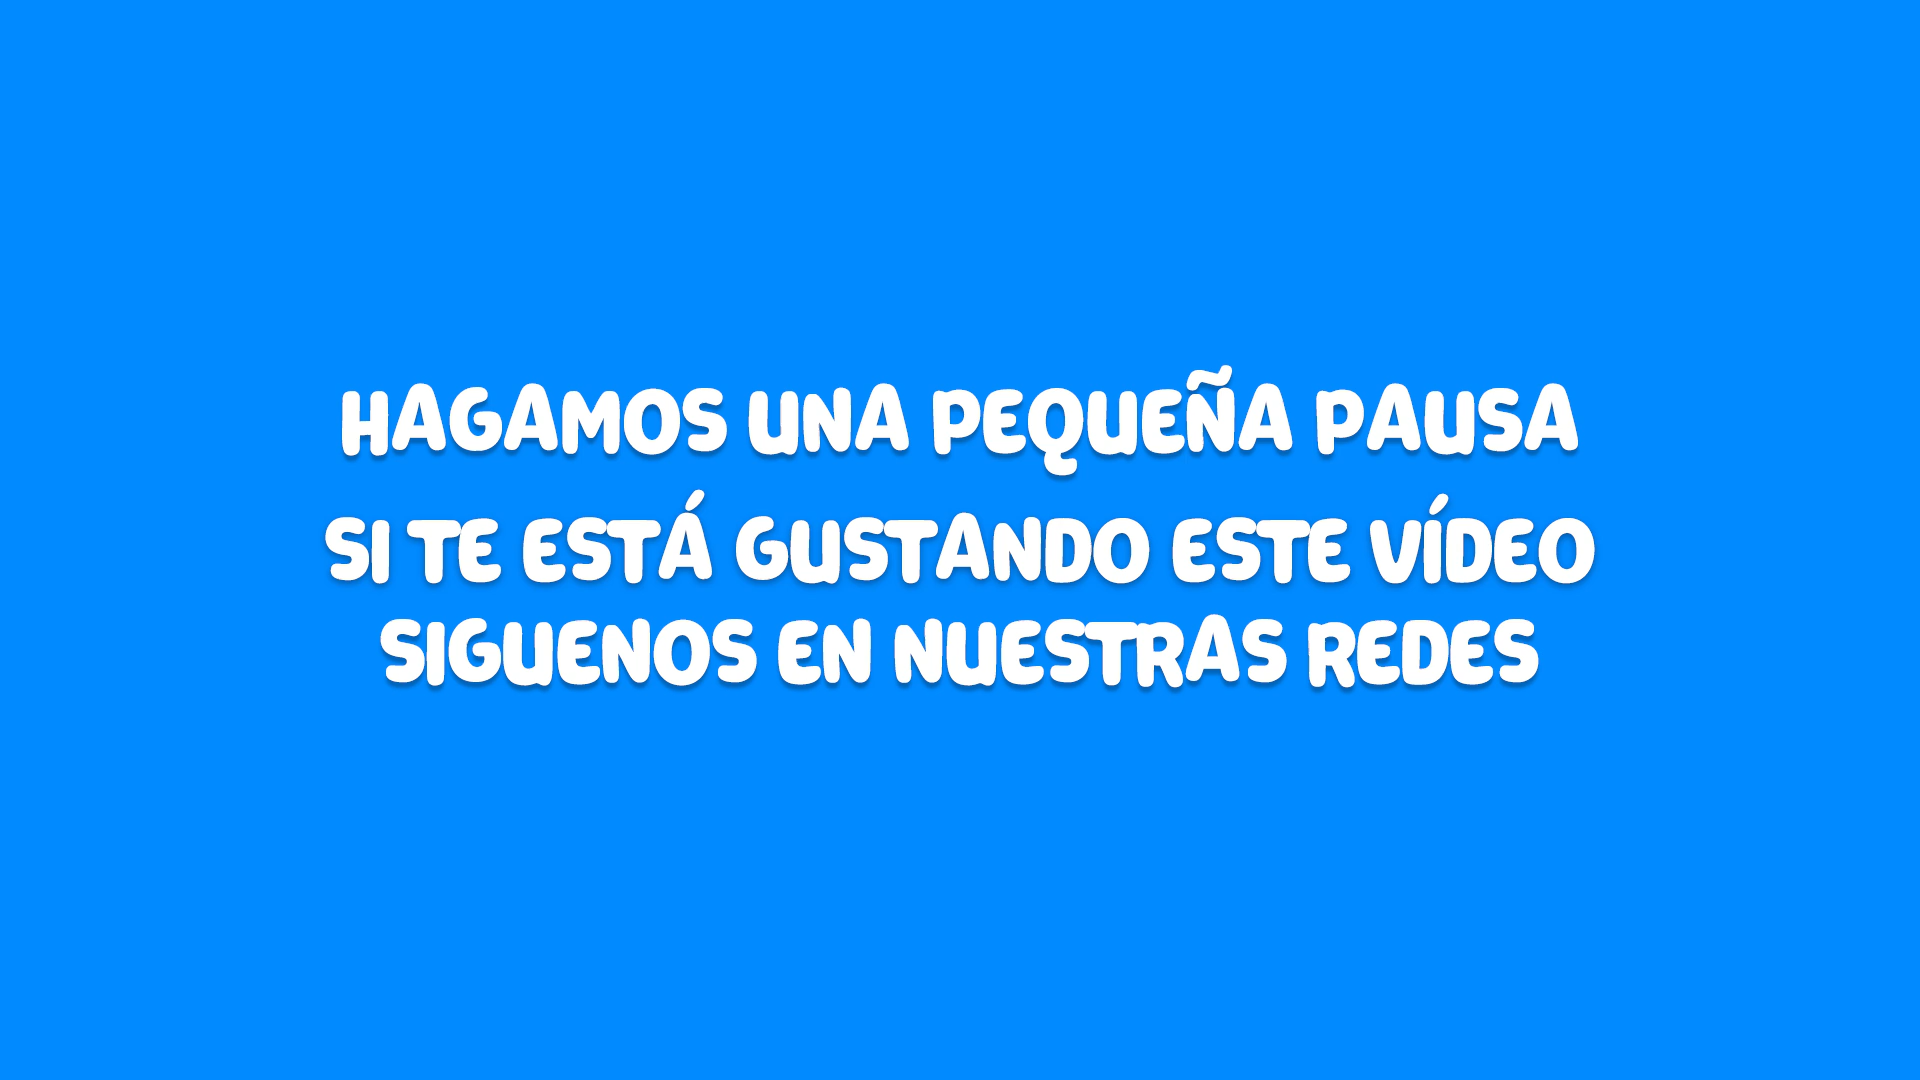 HAGAMOS UNA PEQUEÑA PAUSA
SI TE ESTÁ GUSTANDO ESTE VÍDEO
SIGUENOS EN NUESTRAS REDES